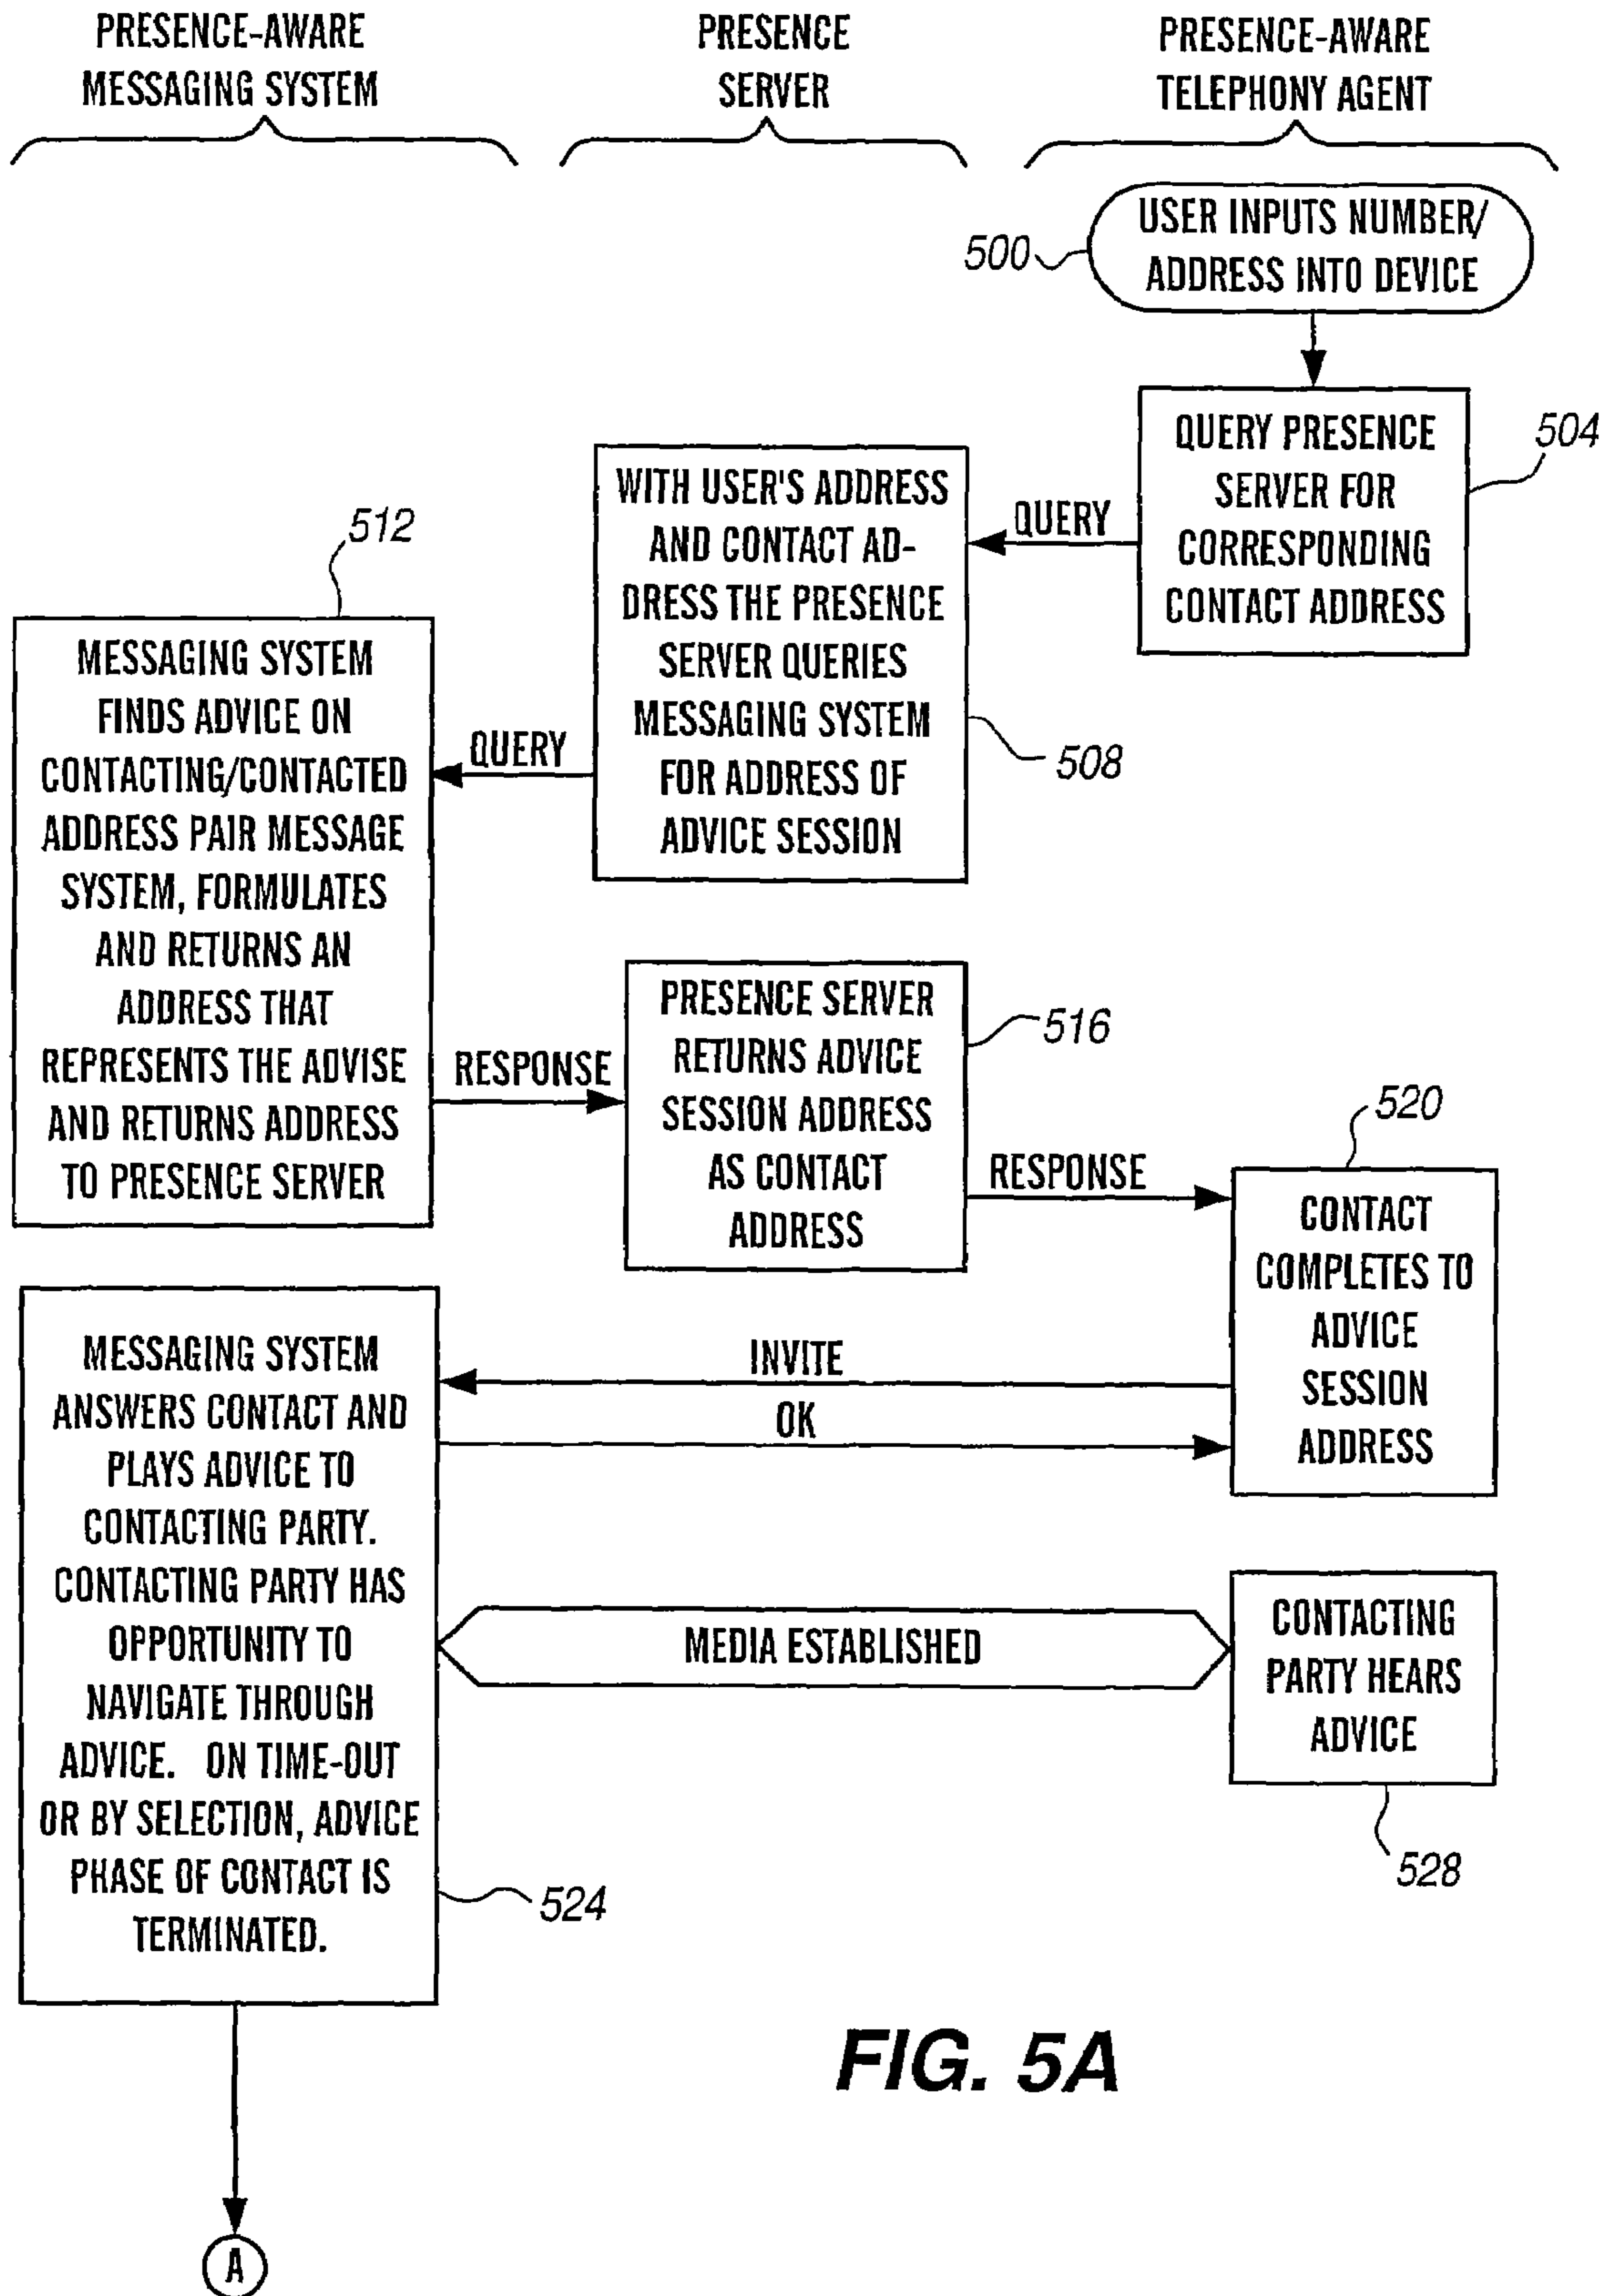 PRESENCE-AWARE
MESSAGING SYSTEM
PRESENCE
SERVER
PRESENCE-AWARE
TELEPHONY AGENT
500
USER INPUTS NUMBER/
ADDRESS INTO DEVICE
504
QUERY PRESENCE
SERVER FOR
CORRESPONDING
CONTACT ADDRESS
QUERY
WITH USER'S ADDRESS
AND CONTACT AD-
DRESS THE PRESENCE
SERVER QUERIES
MESSAGING SYSTEM
FOR ADDRESS OF
ADVICE SESSION
508
QUERY
512
MESSAGING SYSTEM
FINDS ADVICE ON
CONTACTING/CONTACTED
ADDRESS PAIR MESSAGE
SYSTEM, FORMULATES
AND RETURNS AN
ADDRESS THAT
REPRESENTS THE ADVISE
AND RETURNS ADDRESS
TO PRESENCE SERVER
RESPONSE
PRESENCE SERVER
RETURNS ADVICE
SESSION ADDRESS
AS CONTACT
ADDRESS
516
RESPONSE
520
CONTACT
COMPLETES TO
ADVICE
SESSION
ADDRESS
INVITE
OK
MESSAGING SYSTEM
ANSWERS CONTACT AND
PLAYS ADVICE TO
CONTACTING PARTY.
CONTACTING PARTY HAS
OPPORTUNITY TO
NAVIGATE THROUGH
ADVICE. ON TIME-OUT
OR BY SELECTION, ADVICE
PHASE OF CONTACT IS
TERMINATED.
524
MEDIA ESTABLISHED
CONTACTING
PARTY HEARS
ADVICE
528
FIG. 5A
A